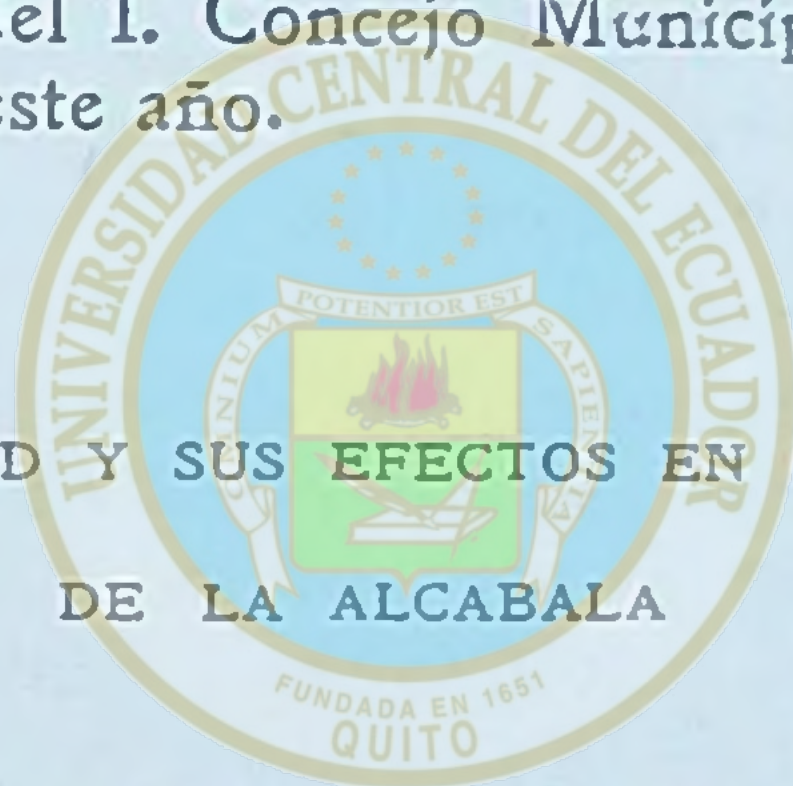 el I. Concejo Municip
ste año.
UNIVERSIDAD CENTRAL DEL ECUADOR
OMNIUM POTENTIOR EST SAPIENTIA
D Y SUS EFECTOS EN
DE LA ALCABALA
FUNDADA EN 1651
QUITO